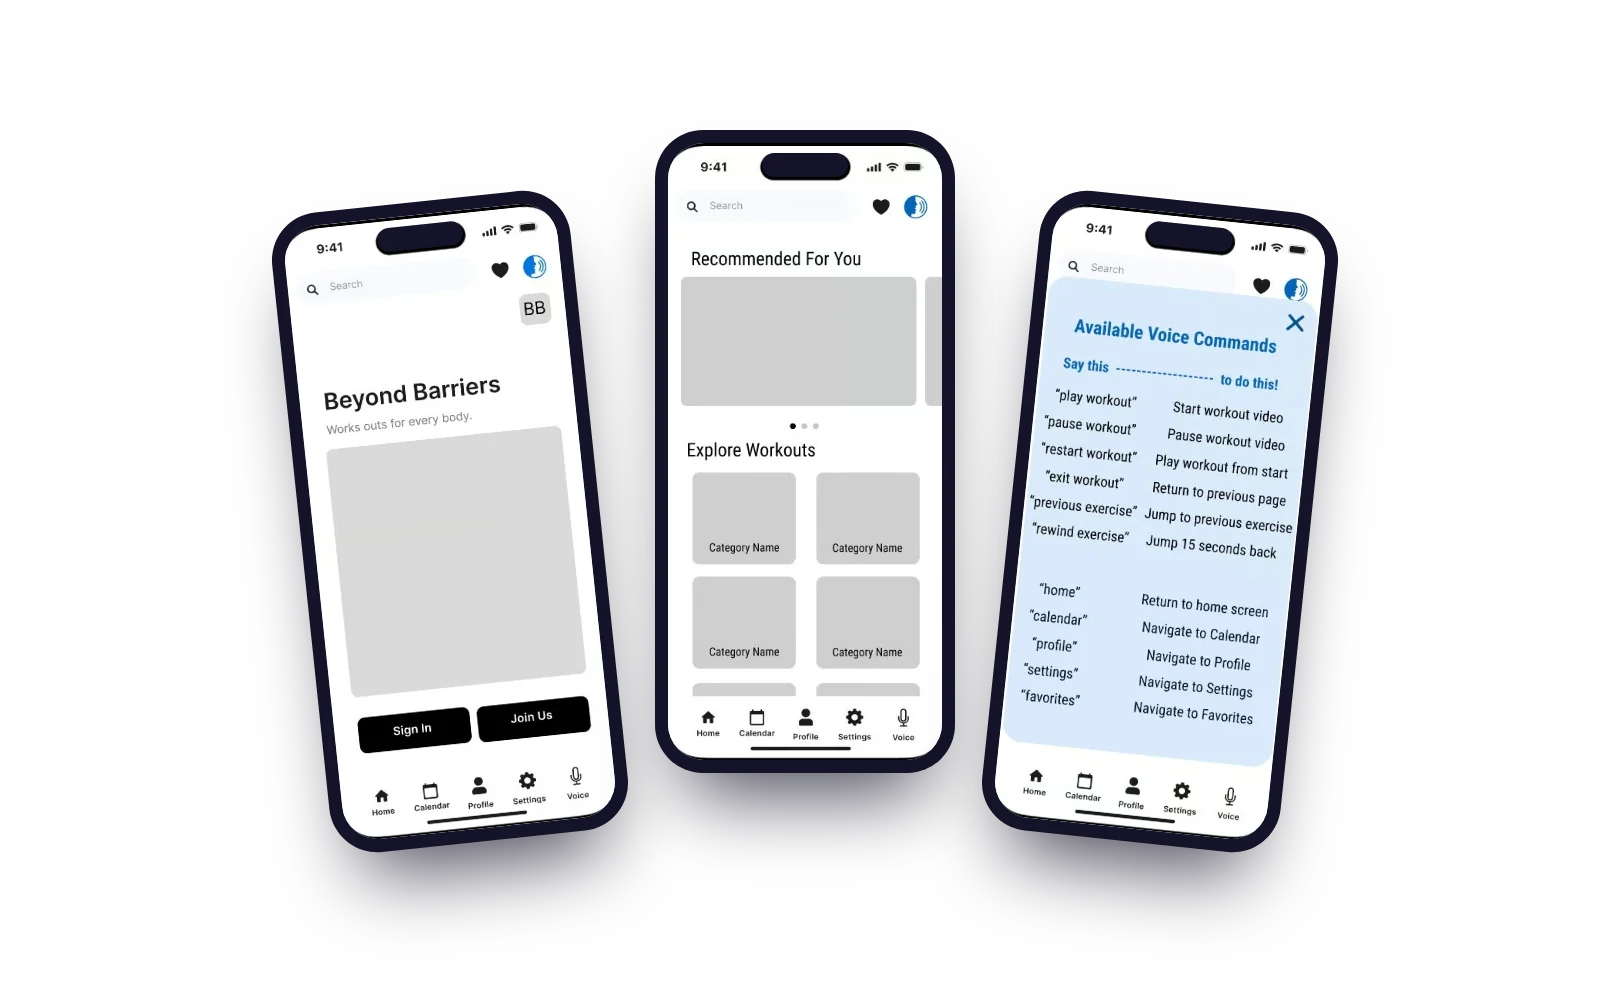 9:41
Search
BB
Beyond Barriers
Works outs for every body.
Sign In
Join Us
Home
Calendar
Profile
Settings
Voice
9:41
Search
Recommended For You
Explore Workouts
Category Name
Category Name
Category Name
Category Name
Home
Calendar
Profile
Settings
Voice
9:41
Search
Available Voice Commands
Say this -------------------- to do this!
“play workout” Start workout video
“pause workout” Pause workout video
“restart workout” Play workout from start
“exit workout” Return to previous page
“previous exercise” Jump to previous exercise
“rewind exercise” Jump 15 seconds back
“home” Return to home screen
“calendar” Navigate to Calendar
“profile” Navigate to Profile
“settings” Navigate to Settings
“favorites” Navigate to Favorites
Home
Calendar
Profile
Settings
Voice